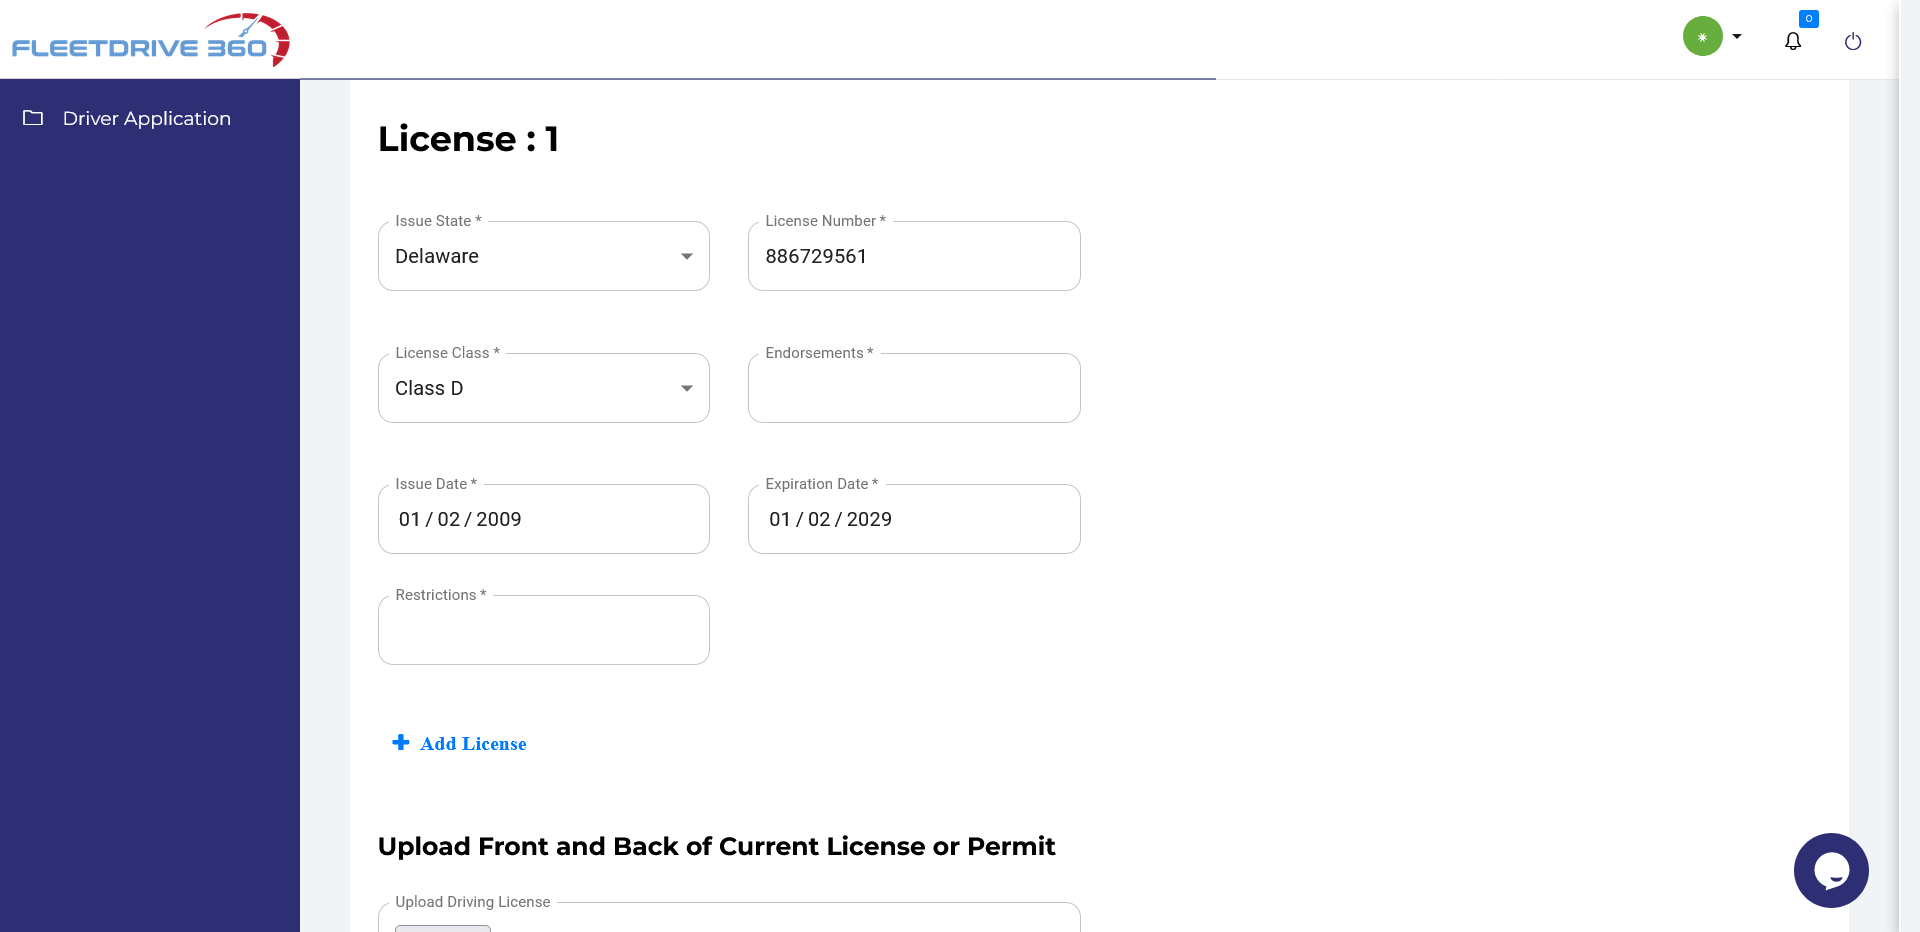 FLEETDRIVE 360
0
Driver Application
License : 1
Issue State *
Delaware
License Number *
886729561
License Class *
Class D
Endorsements *
Issue Date *
01 / 02 / 2009
Expiration Date *
01 / 02 / 2029
Restrictions *
Add License
Upload Front and Back of Current License or Permit
Upload Driving License